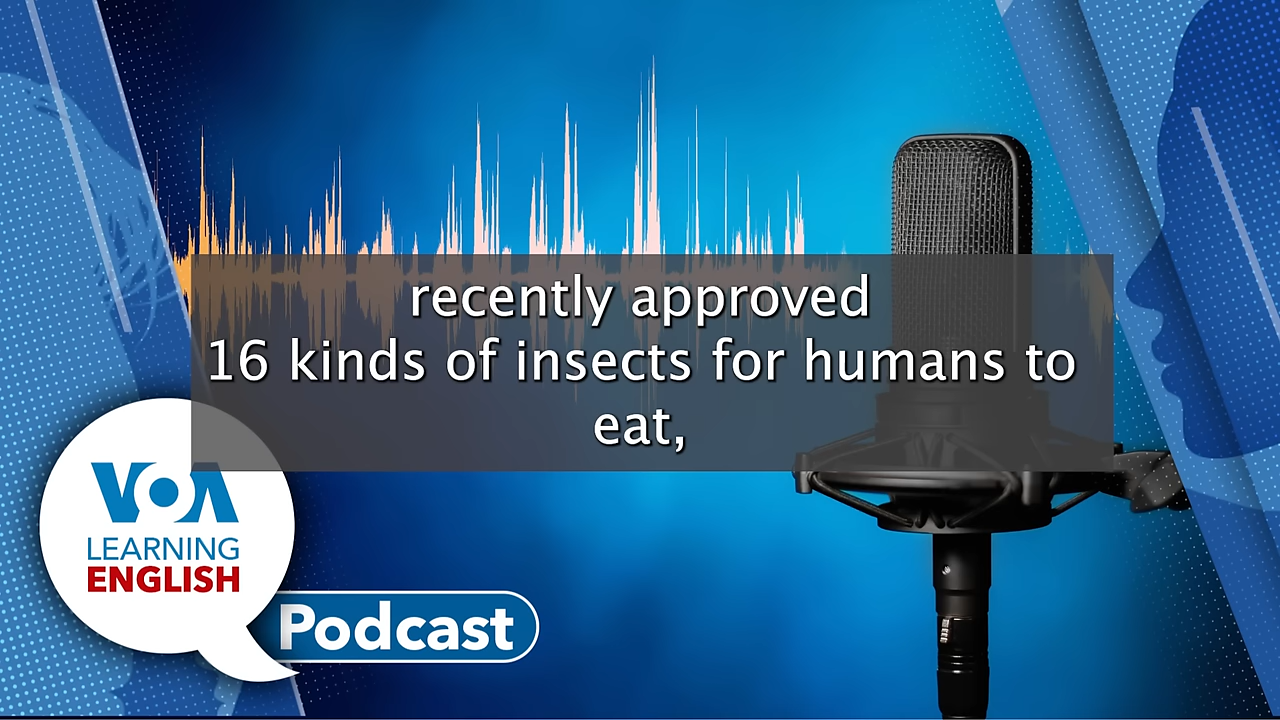 recently approved
16 kinds of insects for humans to
eat,
VOA
LEARNING
ENGLISH
Podcast